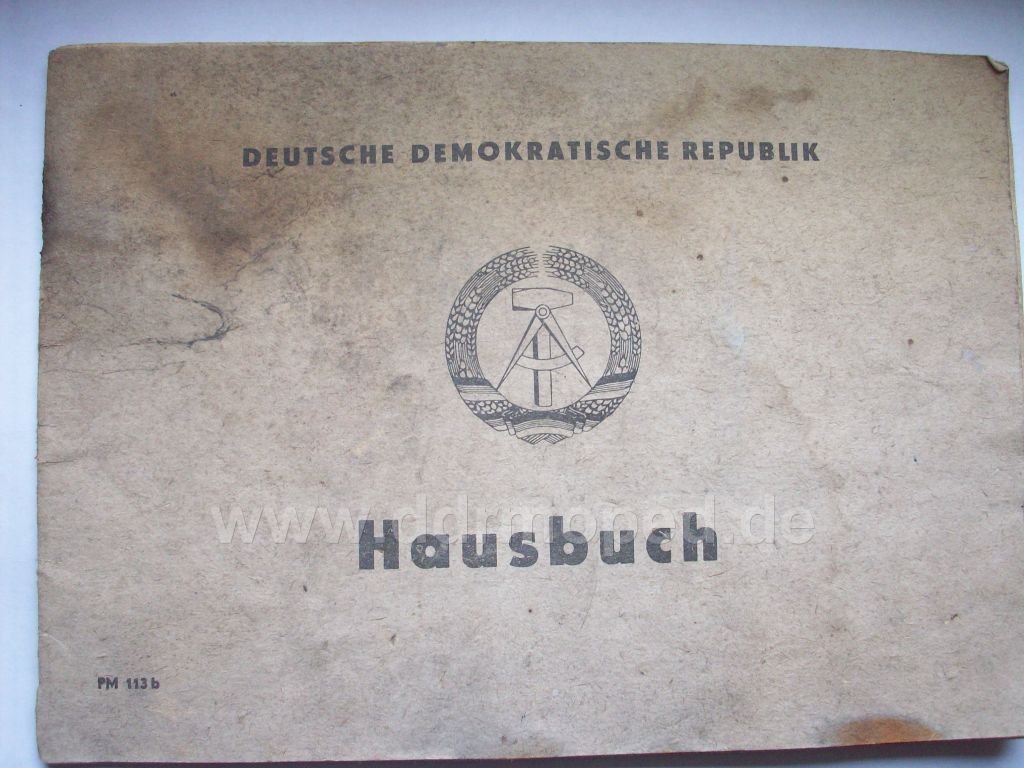 DEUTSCHE DEMOKRATISCHE REPUBLIK
www.ddrmoped.de
Hausbuch
PM 113 b